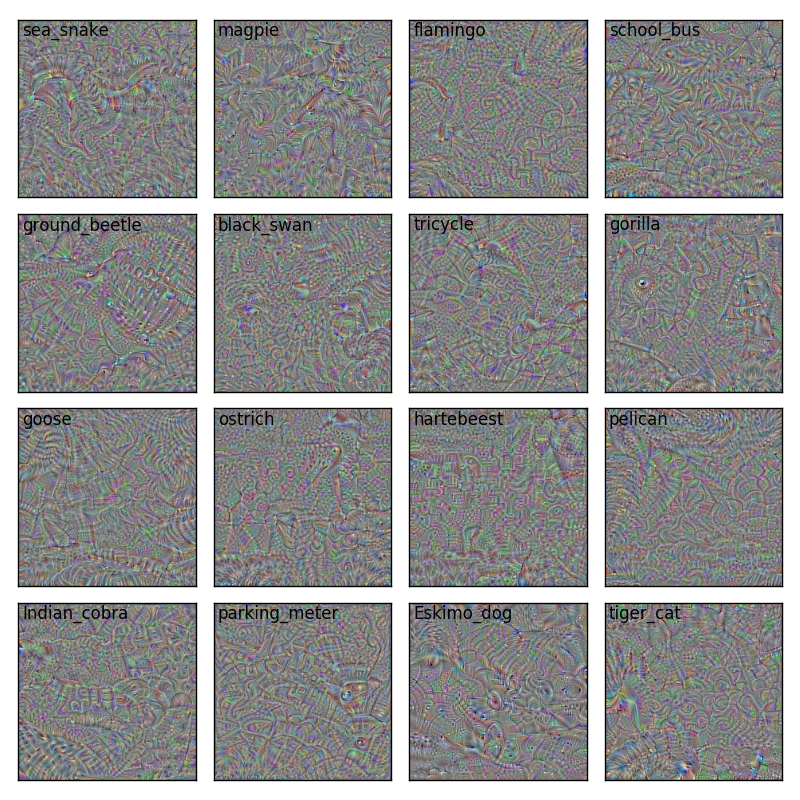 sea_snake
magpie
flamingo
school_bus
ground_beetle
black_swan
tricycle
gorilla
goose
ostrich
hartebeest
pelican
Indian_cobra
parking_meter
Eskimo_dog
tiger_cat